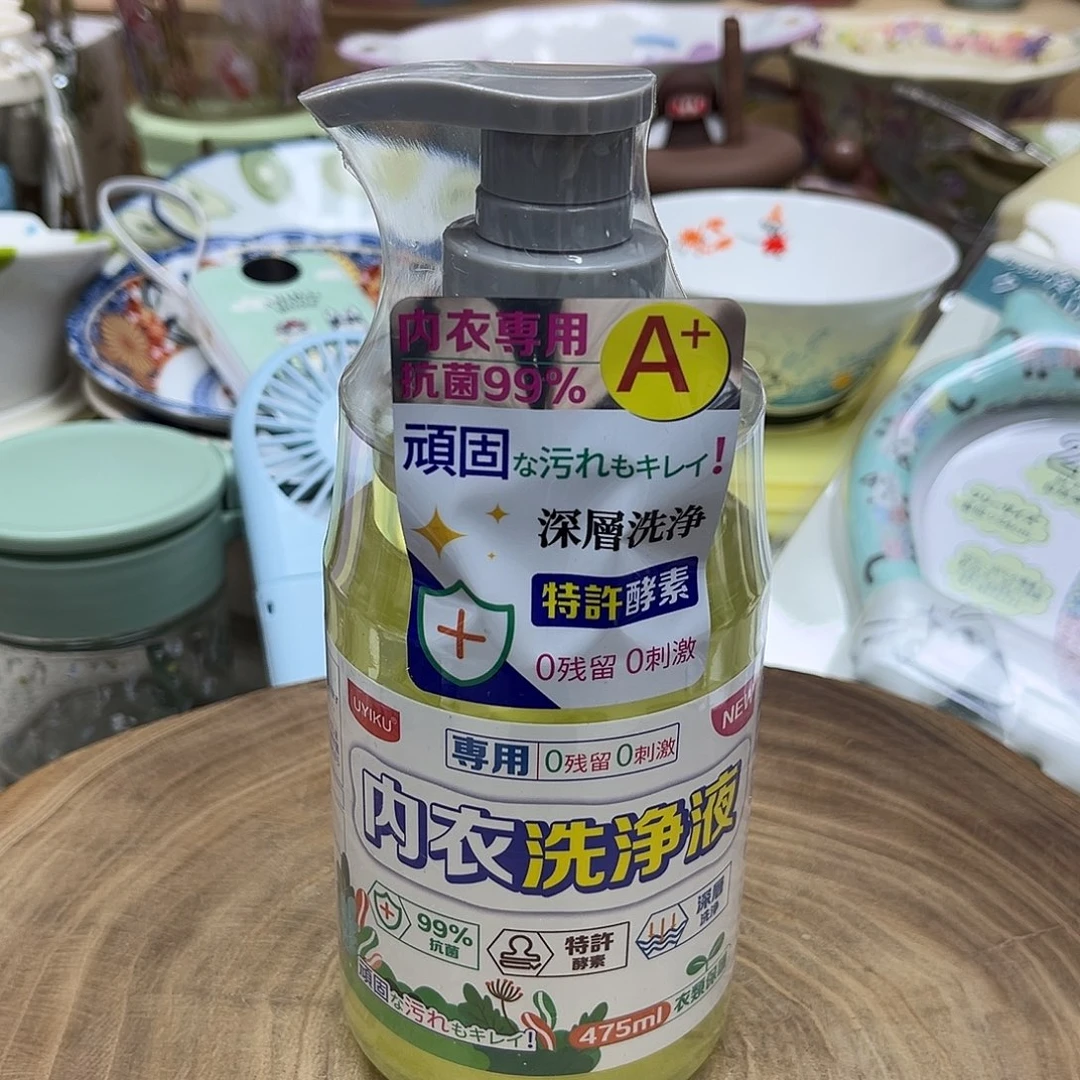 内衣専用
抗菌99%
A+
頑固な汚れもキレイ!
深層洗浄
特許酵素
0残留 0刺激
UYIKU®
NEW
専用 0残留 0刺激
内衣洗浄液
99%
抗菌
特許
酵素
深層
洗浄
頑固な汚れもキレイ!
475ml